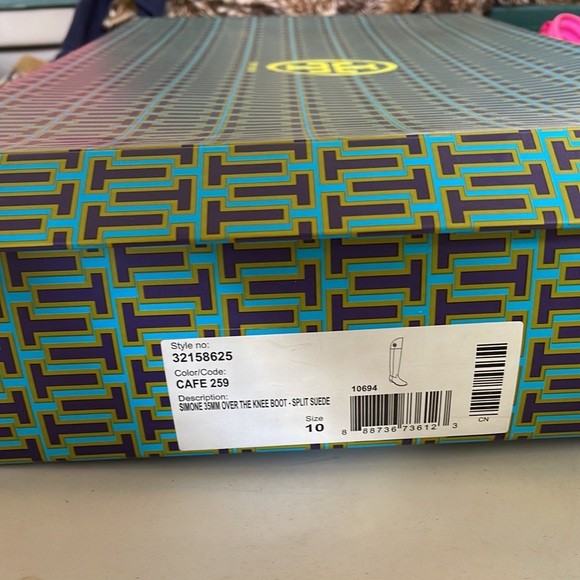 Style no:
32158625
Color/Code:
CAFE 259
Description:
SIMONE 35MM OVER THE KNEE BOOT - SPLIT SUEDE
Size
10
10694
8 88736 73612 3
CN